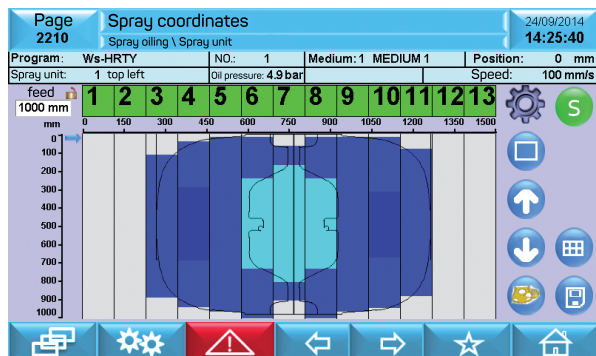 Page 2210 Spray coordinates 24/09/2014
Spray oiling \ Spray unit 14:25:40
Program: Ws-HRTY NO.: 1 Medium: 1 MEDIUM 1 Position: 0 mm
Spray unit: 1 top left Oil pressure: 4.9 bar Speed: 100 mm/s
feed 1 2 3 4 5 6 7 8 9 10 11 12 13 S
1000 mm
mm 0 150 300 450 600 750 900 1050 1200 1350 1500
0
100
200
300
400
500
600
700
800
900
1000